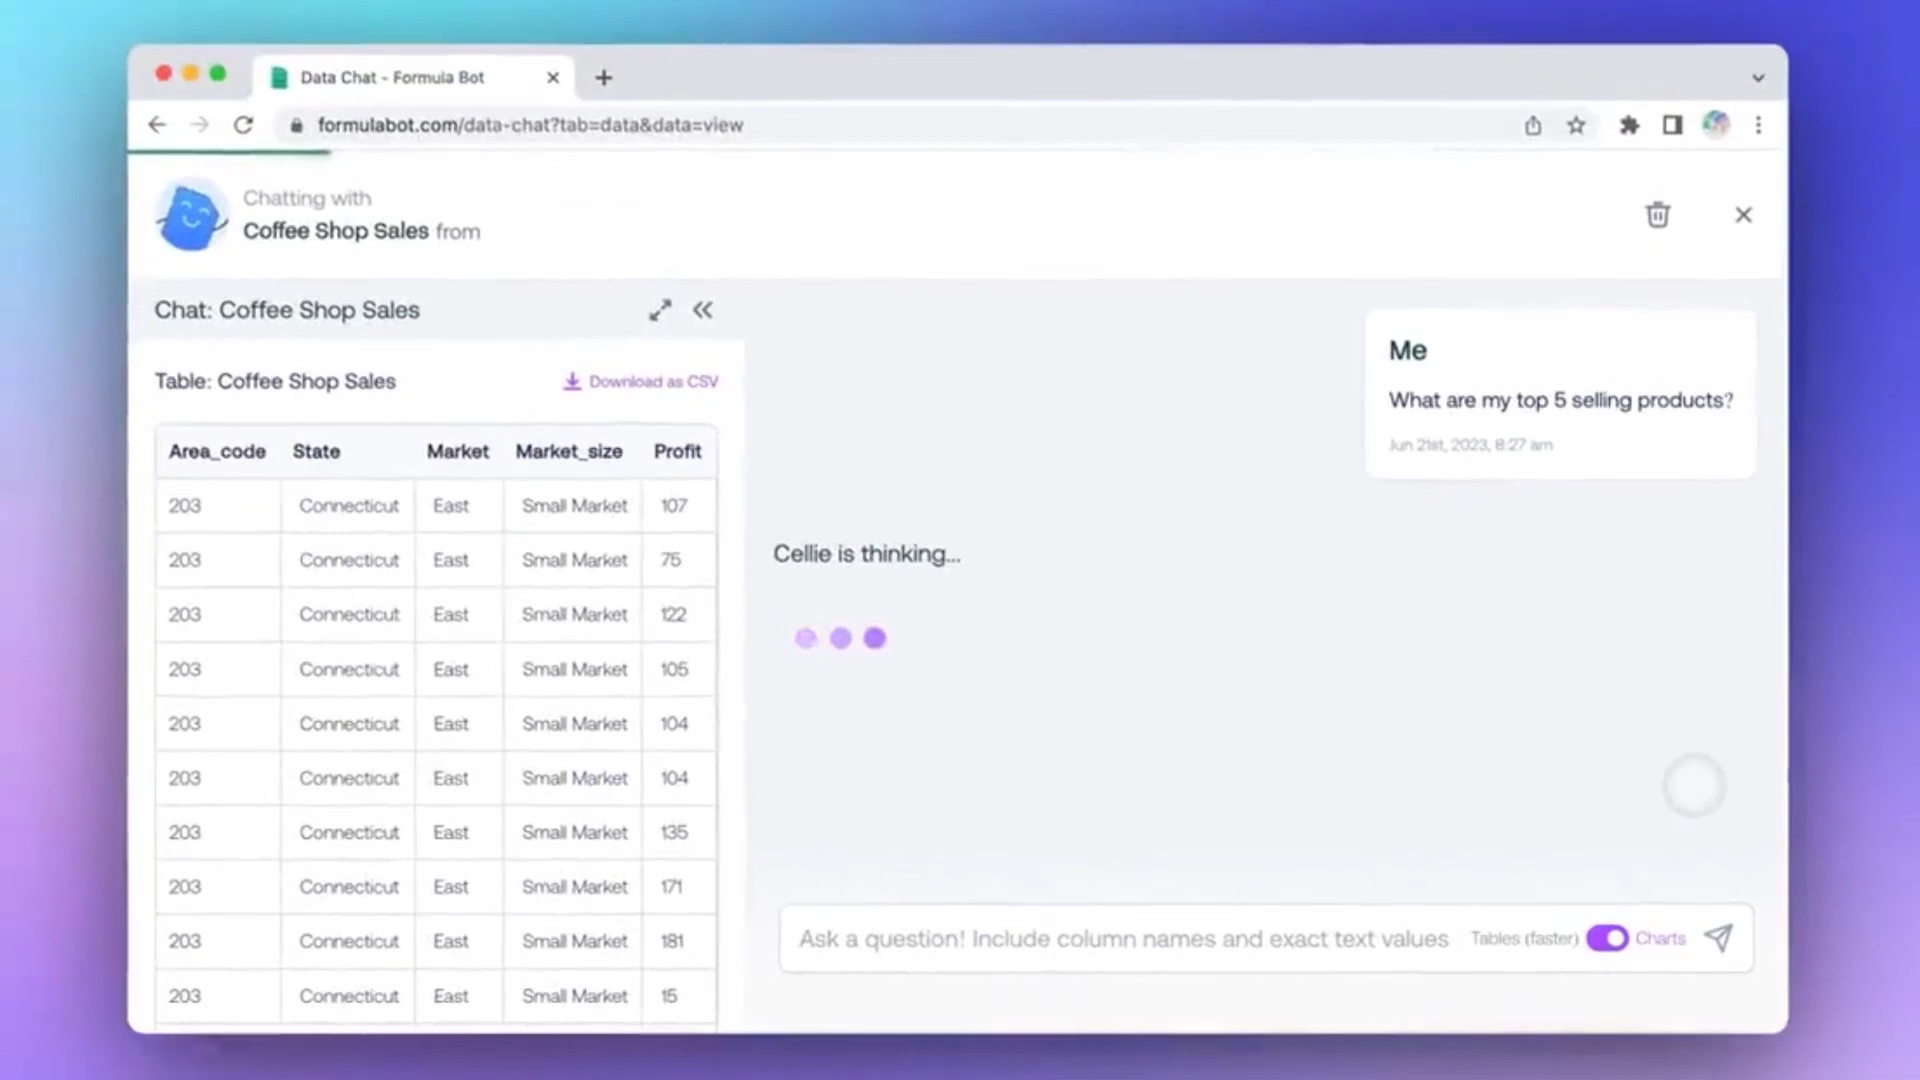 Data Chat - Formula Bot
formulabot.com/data-chat?tab=data&data=view
Chatting with
Coffee Shop Sales from
Chat: Coffee Shop Sales
Table: Coffee Shop Sales
Download as CSV
Area_code State Market Market_size Profit
203 Connecticut East Small Market 107
203 Connecticut East Small Market 75
203 Connecticut East Small Market 122
203 Connecticut East Small Market 105
203 Connecticut East Small Market 104
203 Connecticut East Small Market 104
203 Connecticut East Small Market 135
203 Connecticut East Small Market 171
203 Connecticut East Small Market 181
203 Connecticut East Small Market 15
Me
What are my top 5 selling products?
Jun 21st, 2023, 8:27 am
Cellie is thinking...
Ask a question! Include column names and exact text values
Tables (faster) Charts